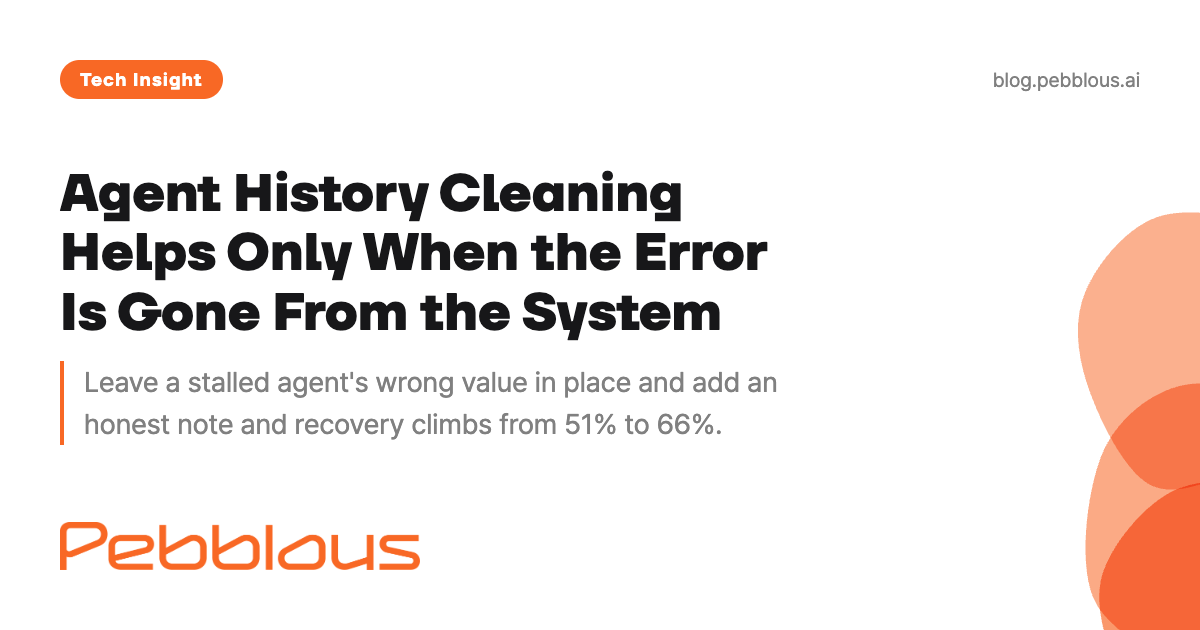 Tech Insight
blog.pebblous.ai
Agent History Cleaning
Helps Only When the Error
Is Gone From the System
Leave a stalled agent's wrong value in place and add an
honest note and recovery climbs from 51% to 66%.
Pebblous